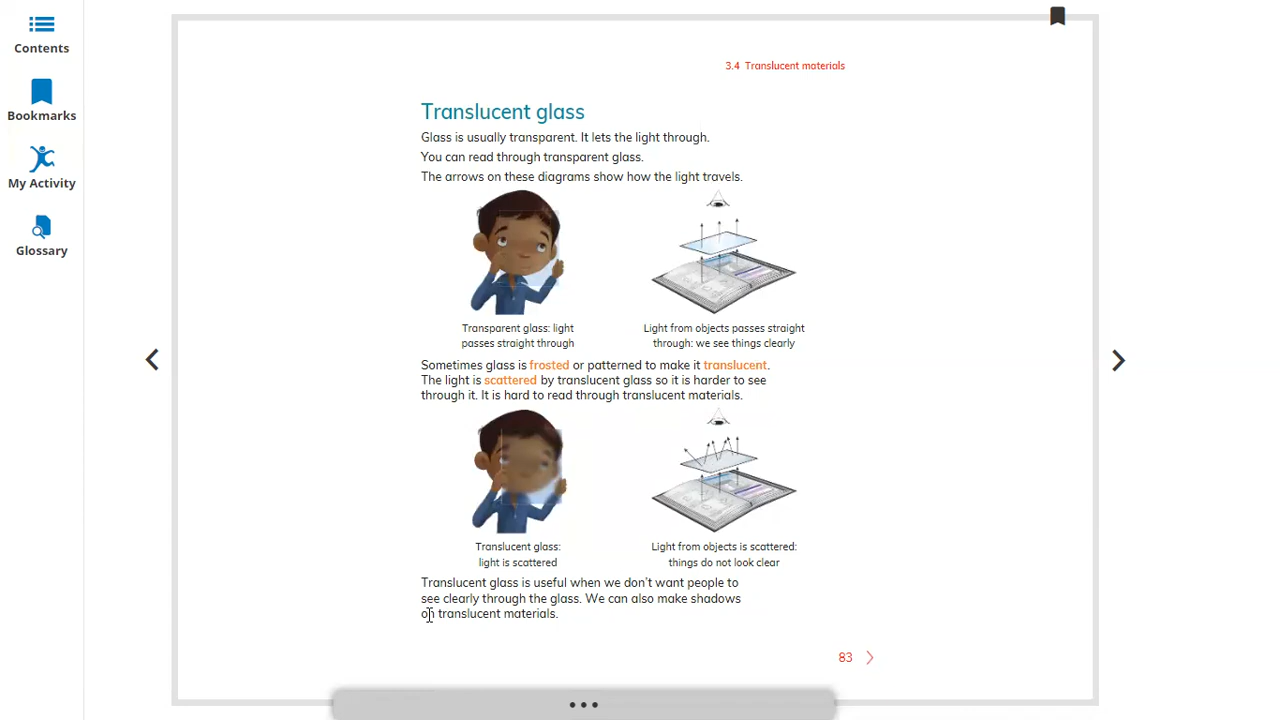 Contents
Bookmarks
My Activity
Glossary
3.4 Translucent materials
Translucent glass
Glass is usually transparent. It lets the light through.
You can read through transparent glass.
The arrows on these diagrams show how the light travels.
Transparent glass: light
passes straight through
Light from objects passes straight
through: we see things clearly
Sometimes glass is frosted or patterned to make it translucent.
The light is scattered by translucent glass so it is harder to see
through it. It is hard to read through translucent materials.
Translucent glass:
light is scattered
Light from objects is scattered:
things do not look clear
Translucent glass is useful when we don't want people to
see clearly through the glass. We can also make shadows
on translucent materials.
83